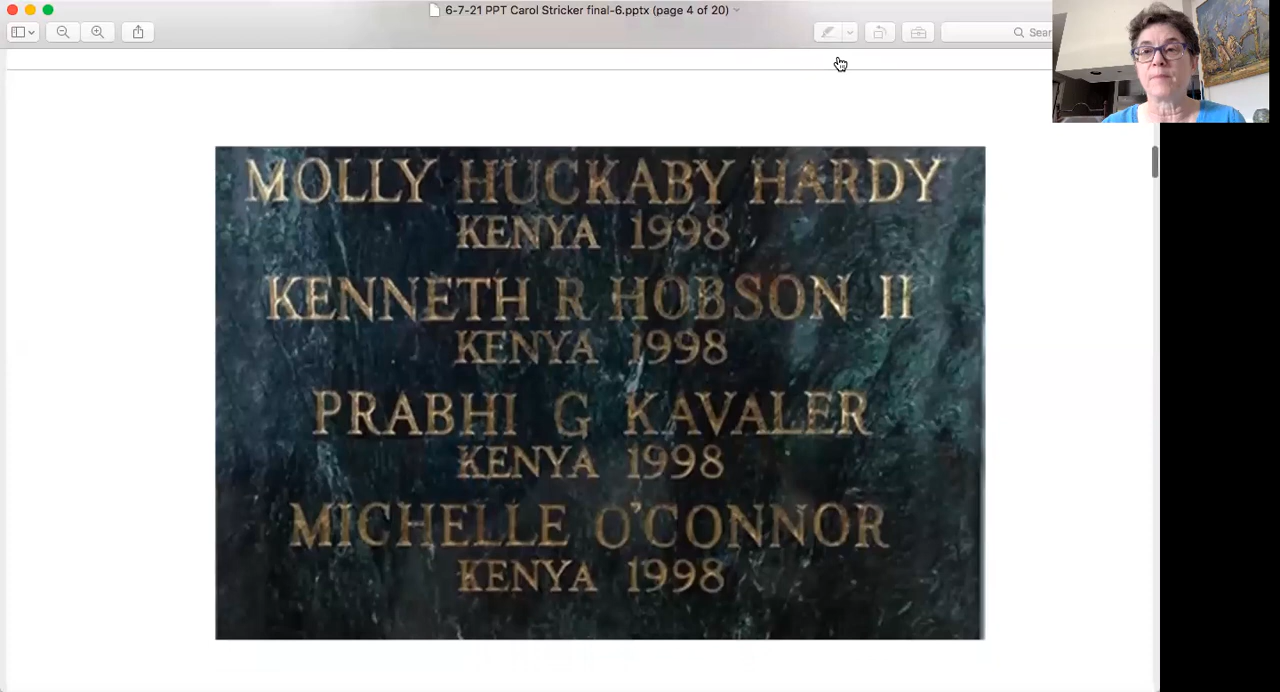 6-7-21 PPT Carol Stricker final-6.pptx (page 4 of 20)
MOLLY HUCKABY HARDY
KENYA 1998
KENNETH R HOBSON II
KENYA 1998
PRABHI G KAVALER
KENYA 1998
MICHELLE O'CONNOR
KENYA 1998